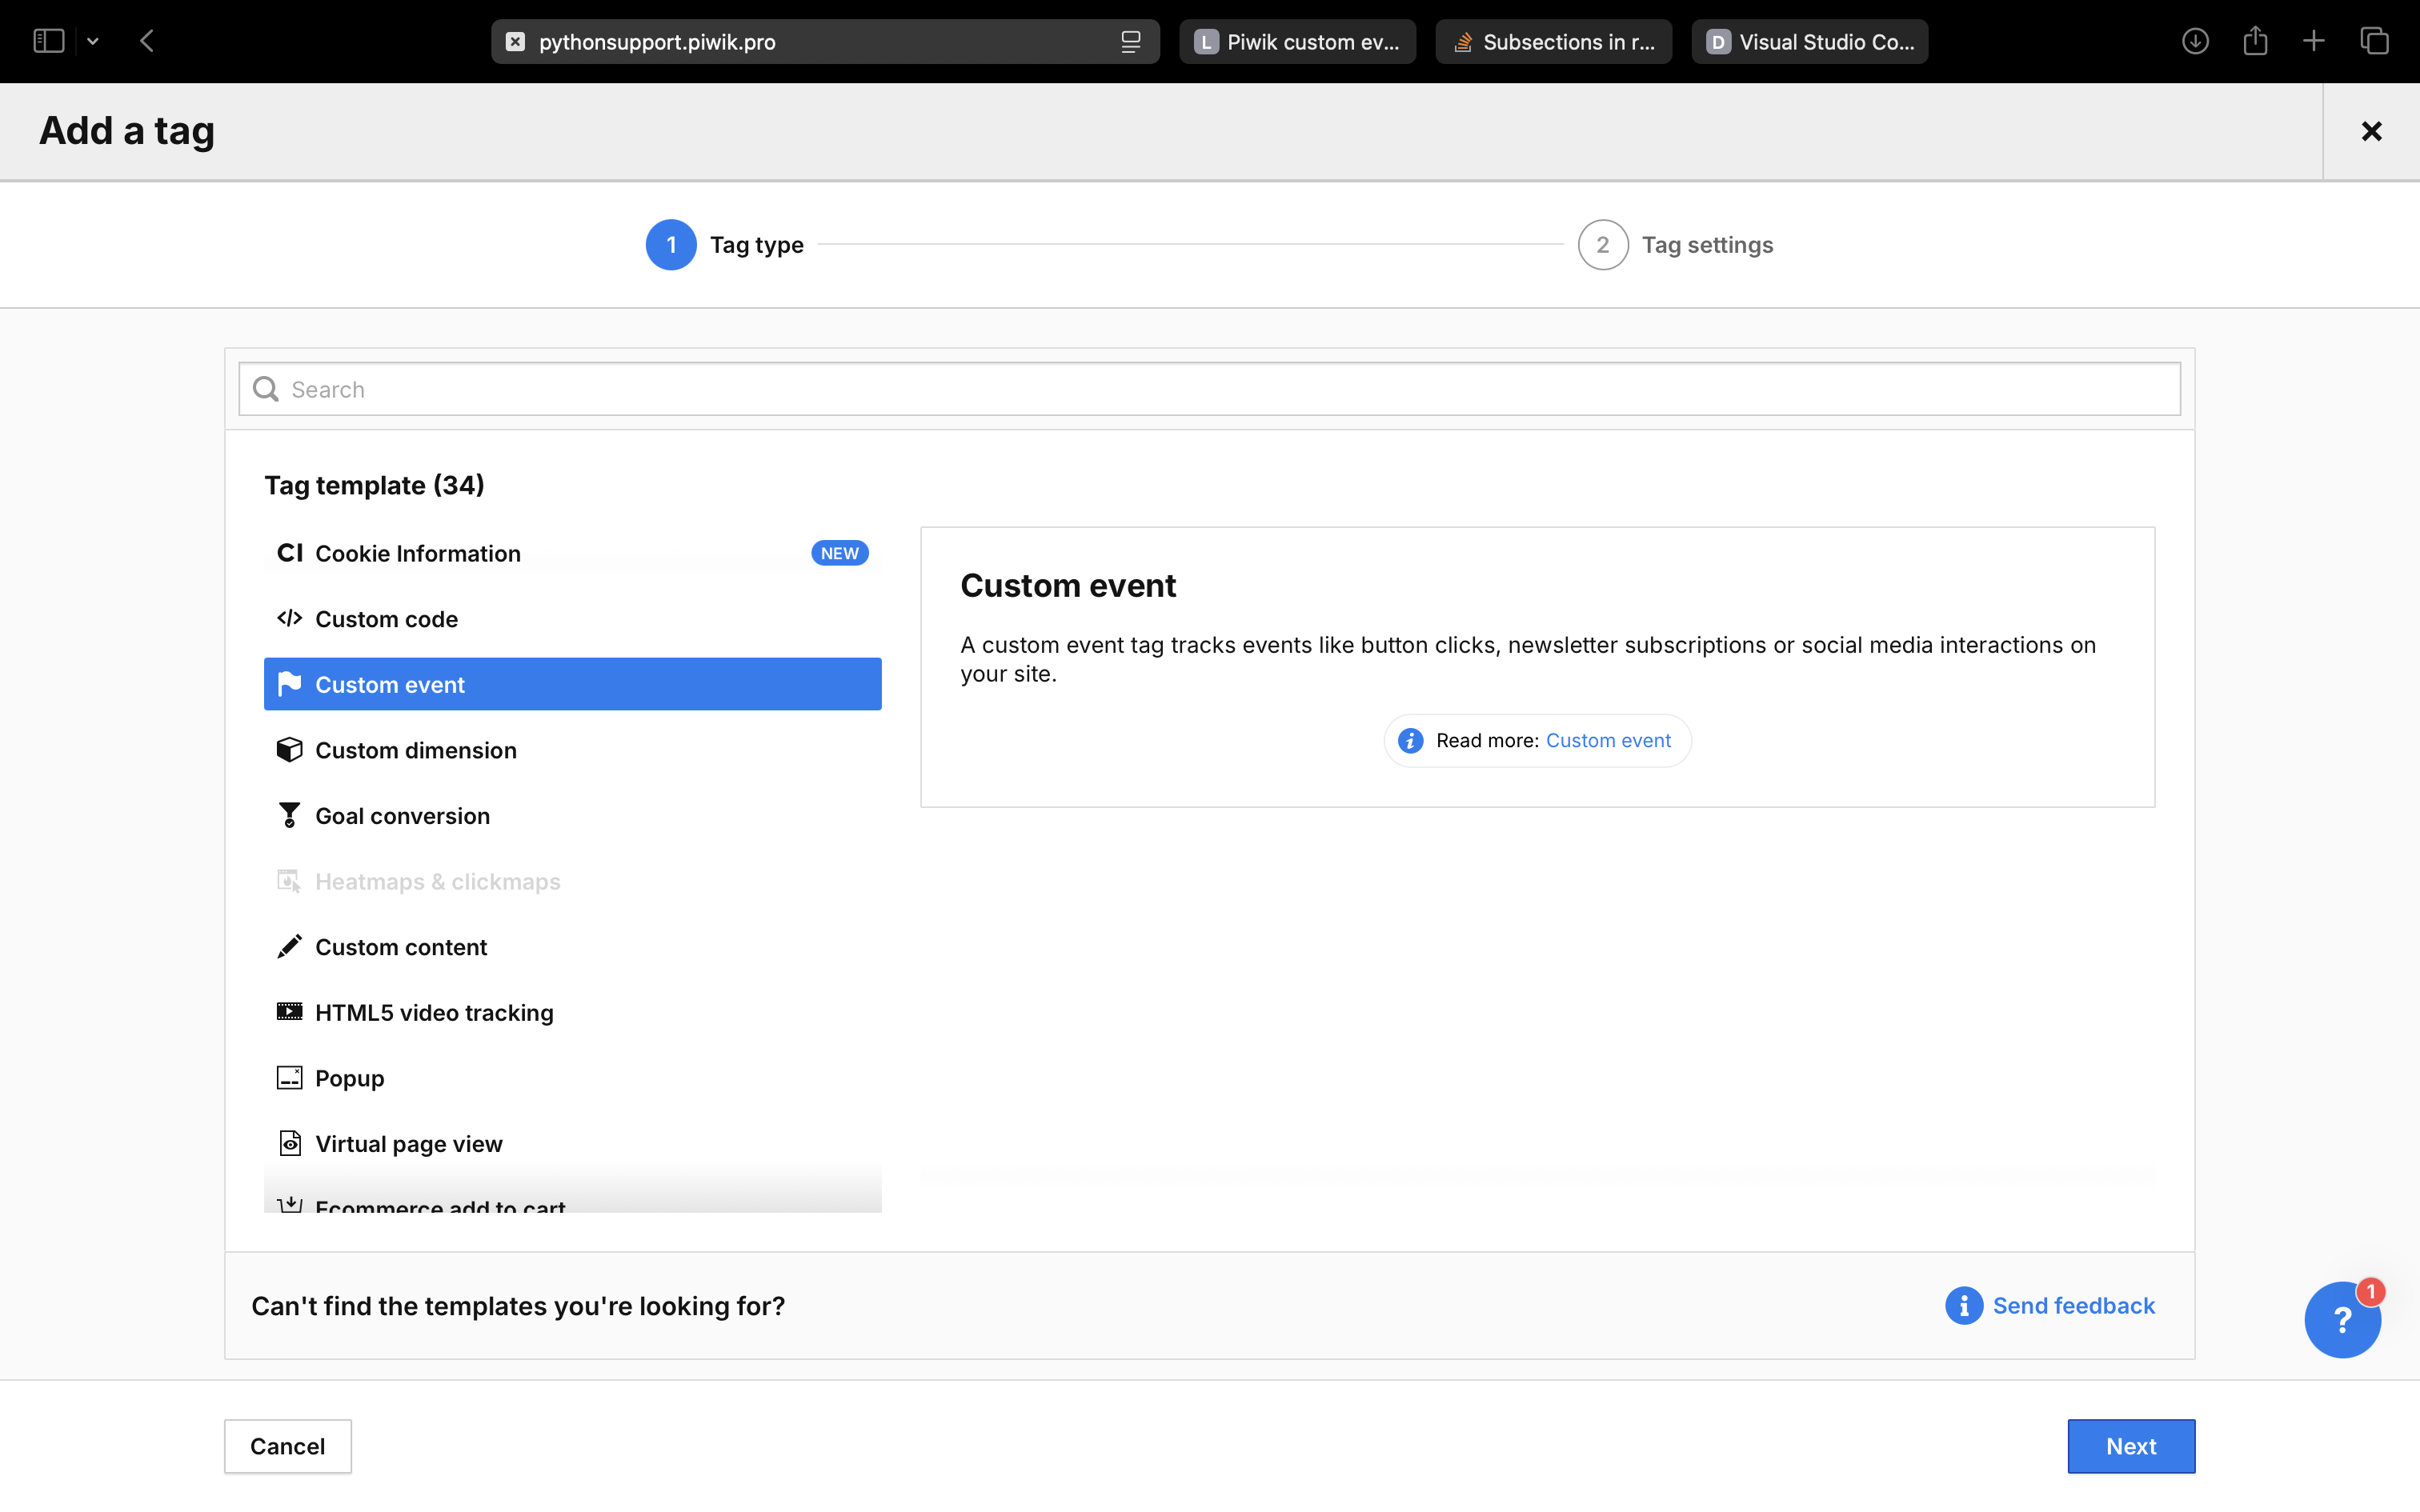 pythonsupport.piwik.pro
L Piwik custom ev...
Subsections in r...
D Visual Studio Co...
Add a tag
1 Tag type
2 Tag settings
Search
Tag template (34)
CI Cookie Information NEW
Custom code
Custom event
Custom dimension
Goal conversion
Heatmaps & clickmaps
Custom content
HTML5 video tracking
Popup
Virtual page view
Ecommerce add to cart
Custom event
A custom event tag tracks events like button clicks, newsletter subscriptions or social media interactions on
your site.
Read more: Custom event
Can't find the templates you're looking for?
Send feedback
1
?
Cancel
Next